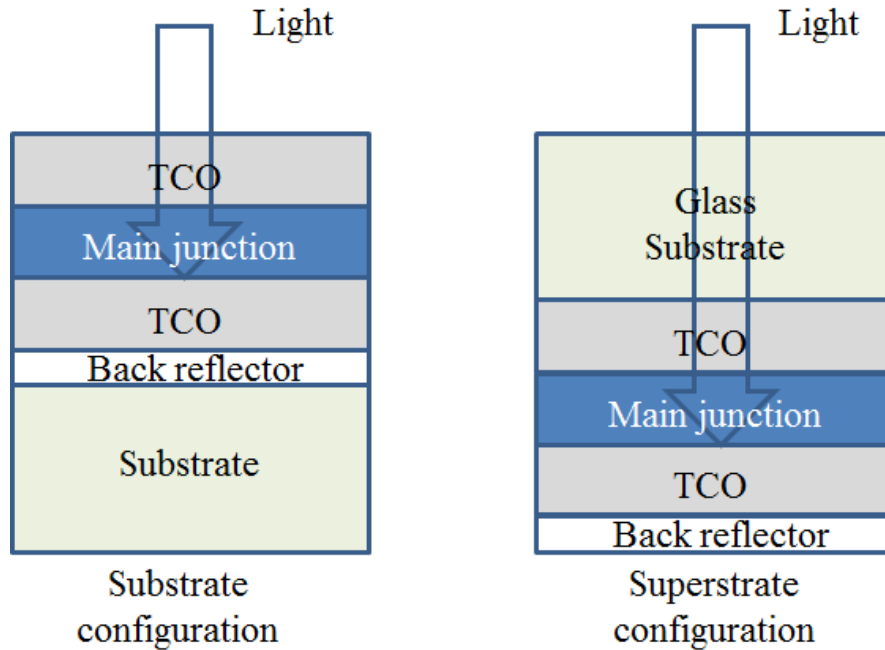 Light
TCO
Main junction
TCO
Back reflector
Substrate
Substrate
configuration
Light
Glass
Substrate
TCO
Main junction
TCO
Back reflector
Superstrate
configuration